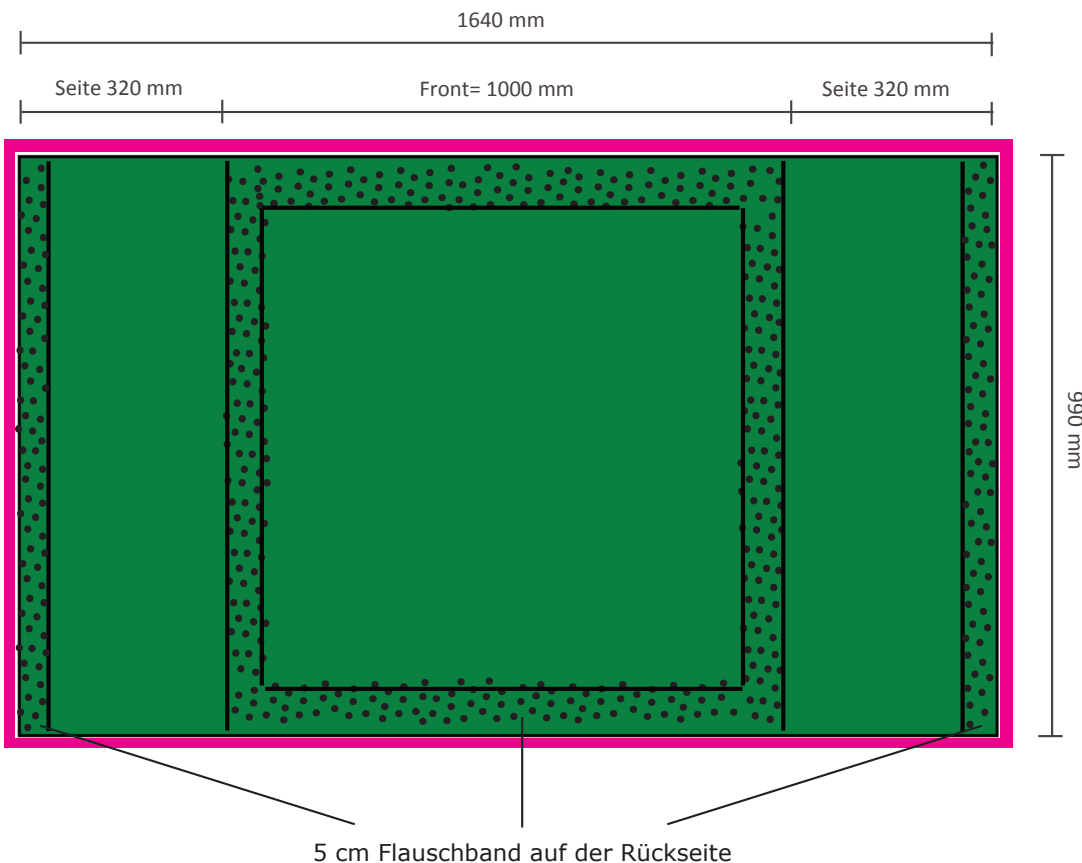 1640 mm
Seite 320 mm
Front= 1000 mm
Seite 320 mm
990 mm
5 cm Flauschband auf der Rückseite